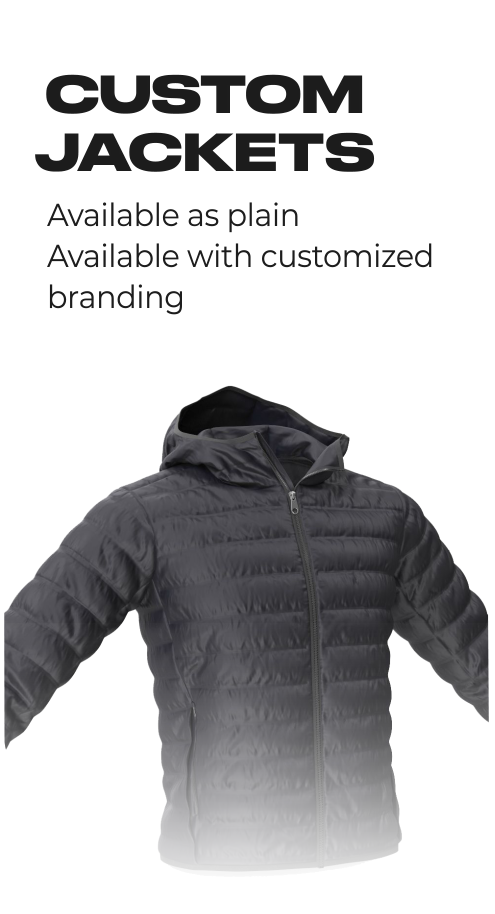 CUSTOM
JACKETS
Available as plain
Available with customized
branding